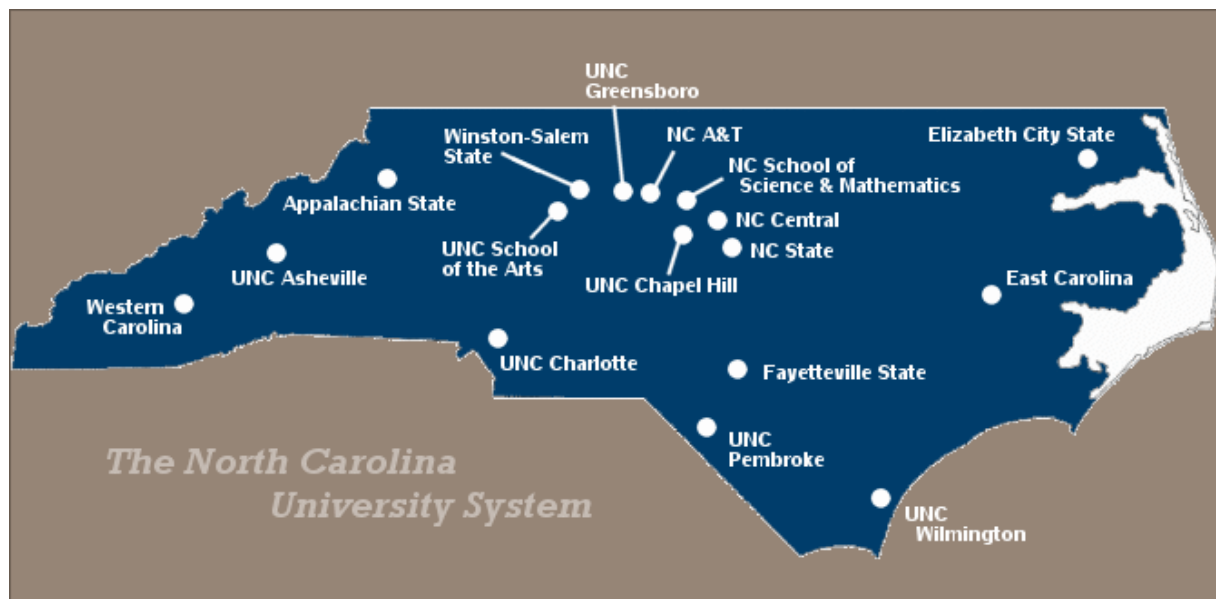 UNC
Greensboro
Winston-Salem
State
NC A&T
Elizabeth City State
NC School of
Science & Mathematics
Appalachian State
NC Central
UNC School
of the Arts
NC State
UNC Asheville
UNC Chapel Hill
East Carolina
Western
Carolina
UNC Charlotte
Fayetteville State
UNC
Pembroke
The North Carolina
University System
UNC
Wilmington